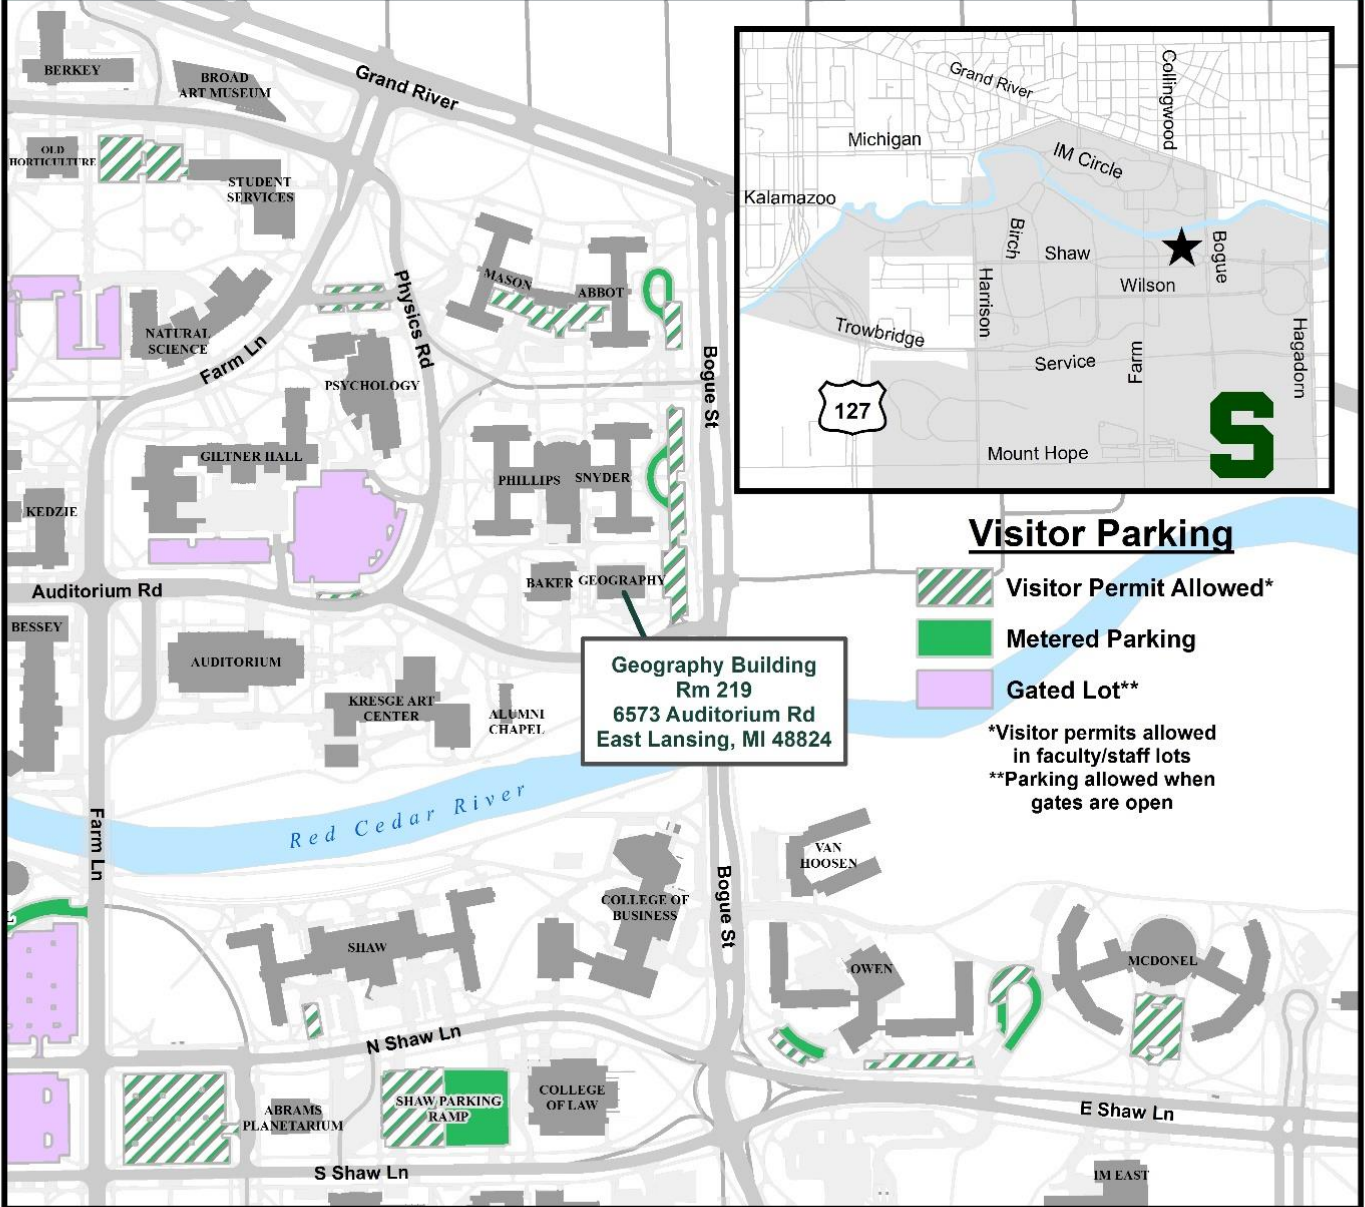 BERKEY
BROAD
ART MUSEUM
Grand River
OLD
HORTICULTURE
STUDENT
SERVICES
MASON
ABBOT
Physics Rd
NATURAL
SCIENCE
Farm Ln
PSYCHOLOGY
Bogue St
GILTNER HALL
PHILLIPS
SNYDER
KEDZIE
BAKER
GEOGRAPHY
Auditorium Rd
BESSEY
AUDITORIUM
Geography Building
Rm 219
6573 Auditorium Rd
East Lansing, MI 48824
KRESGE ART
CENTER
ALUMNI
CHAPEL
Red Cedar River
Farm Ln
VAN
HOOSEN
COLLEGE OF
BUSINESS
Bogue St
SHAW
OWEN
MCDONEL
N Shaw Ln
SHAW PARKING
RAMP
COLLEGE
OF LAW
ABRAMS
PLANETARIUM
E Shaw Ln
S Shaw Ln
IM EAST
Grand River
Collingwood
Michigan
IM Circle
Kalamazoo
Birch
Shaw
Bogue
Harrison
Wilson
Trowbridge
Service
Farm
Hagadorn
127
S
Mount Hope
Visitor Parking
Visitor Permit Allowed*
Metered Parking
Gated Lot**
*Visitor permits allowed
in faculty/staff lots
**Parking allowed when
gates are open